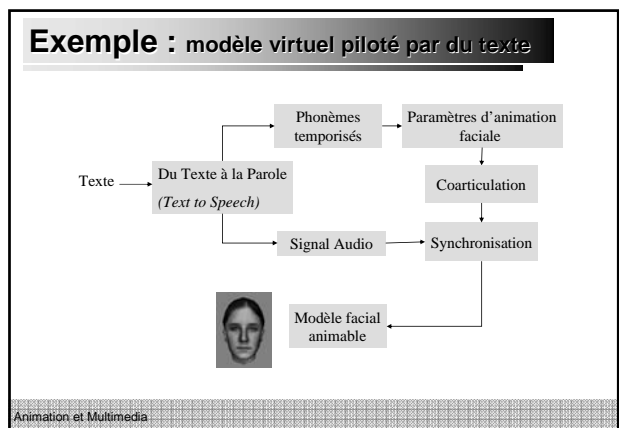 Exemple : modèle virtuel piloté par du texte
Phonèmes
temporisés
Paramètres d'animation
faciale
Texte
Du Texte à la Parole
(Text to Speech)
Coarticulation
Signal Audio
Synchronisation
Modèle facial
animable
Animation et Multimedia